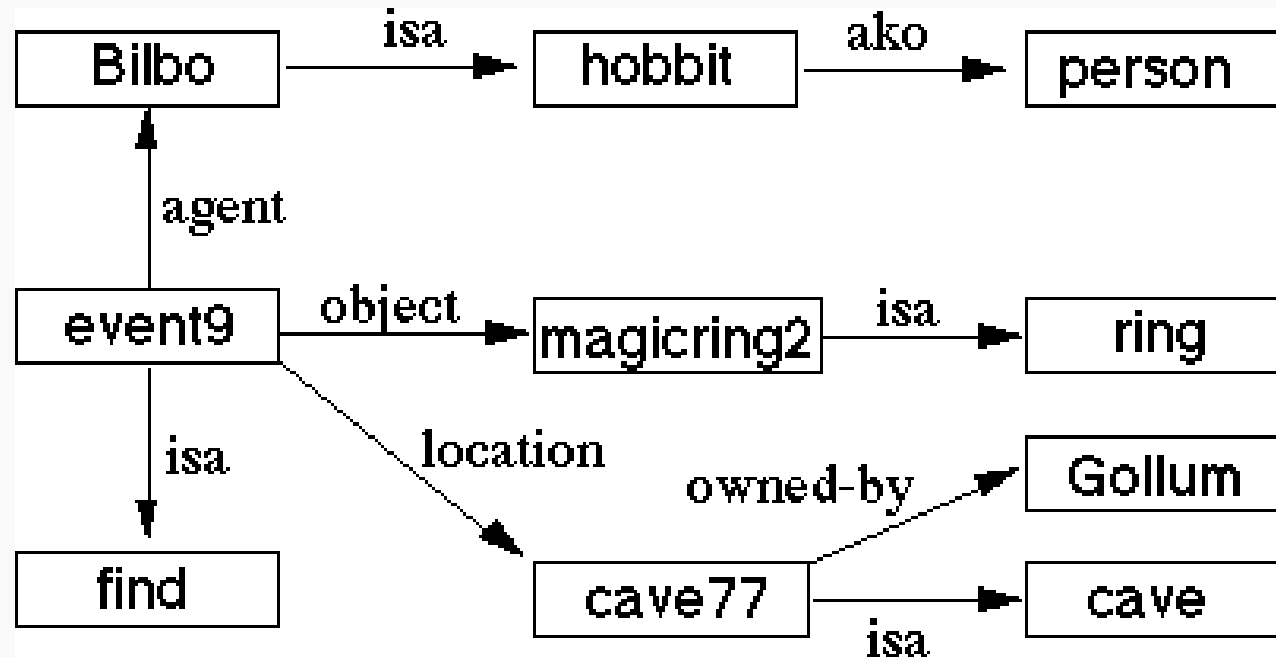 isa
ako
Bilbo
hobbit
person
agent
event9
object
magicring2
isa
ring
isa
location
owned-by
Gollum
find
cave77
cave
isa